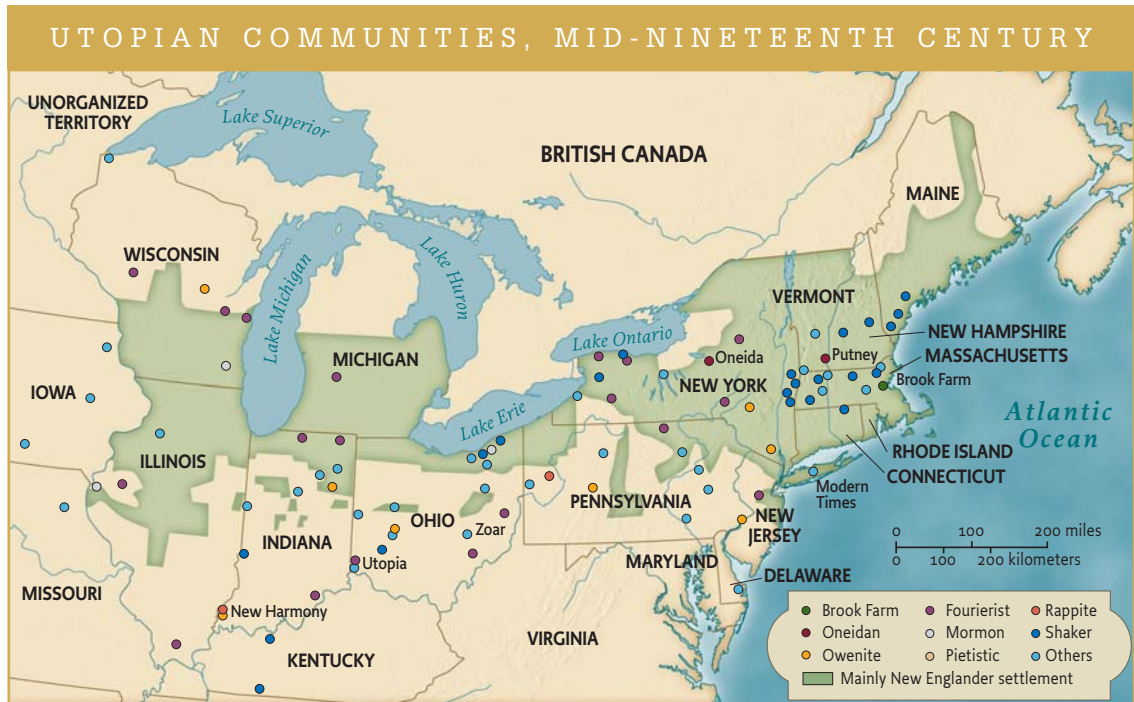 UTOPIAN COMMUNITIES, MID-NINETEENTH CENTURY
UNORGANIZED
TERRITORY
Lake Superior
BRITISH CANADA
MAINE
WISCONSIN
Lake Michigan
Lake Huron
VERMONT
Lake Ontario
NEW HAMPSHIRE
MICHIGAN
Oneida
Putney
MASSACHUSETTS
NEW YORK
Brook Farm
IOWA
Lake Erie
Atlantic
Ocean
ILLINOIS
RHODE ISLAND
CONNECTICUT
Modern
Times
PENNSYLVANIA
OHIO
Zoar
NEW
JERSEY
INDIANA
0 100 200 miles
0 100 200 kilometers
Utopia
MARYLAND
DELAWARE
MISSOURI
New Harmony
VIRGINIA
KENTUCKY
Brook Farm
Oneidan
Owenite
Fourierist
Mormon
Pietistic
Rappite
Shaker
Others
Mainly New Englander settlement